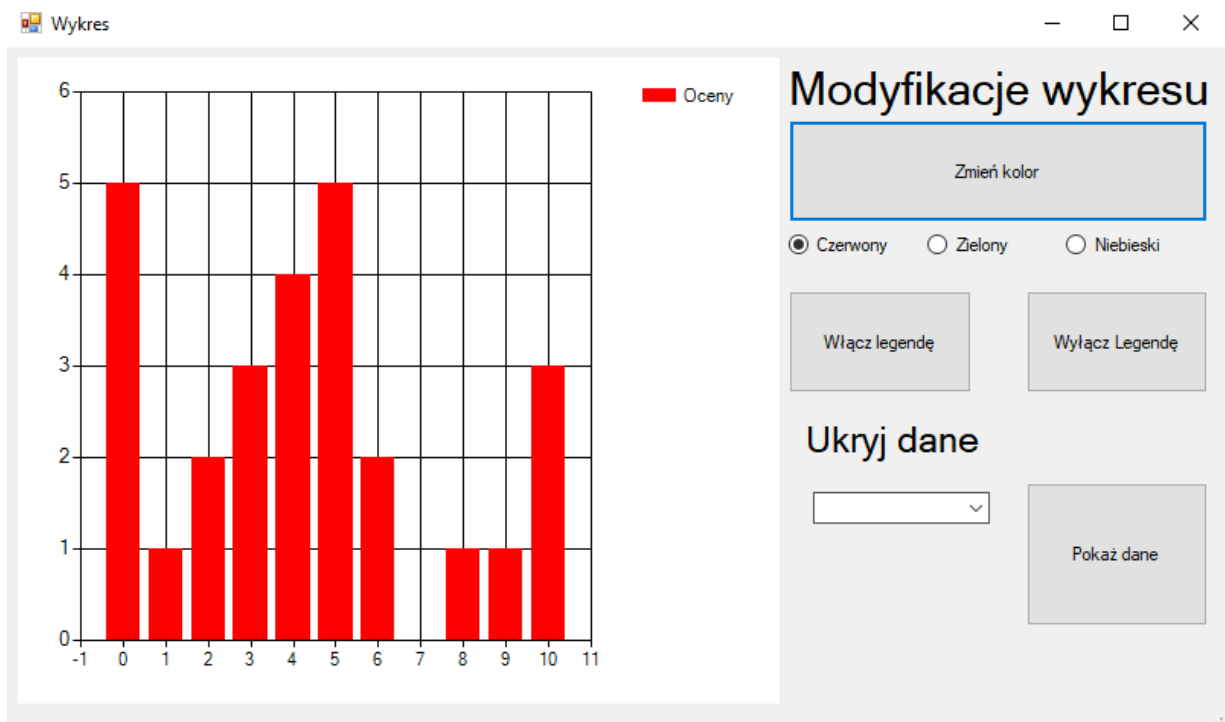 Wykres
6
5
4
3
2
1
0
-1 0 1 2 3 4 5 6 7 8 9 10 11
Oceny
Modyfikacje wykresu
Zmień kolor
Czerwony Zielony Niebieski
Włącz legendę Wyłącz Legendę
Ukryj dane
Pokaż dane